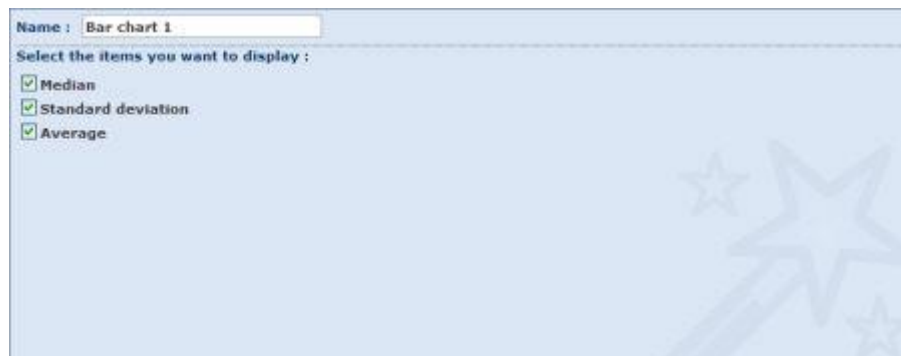 Name : Bar chart 1
Select the items you want to display :
Median
Standard deviation
Average